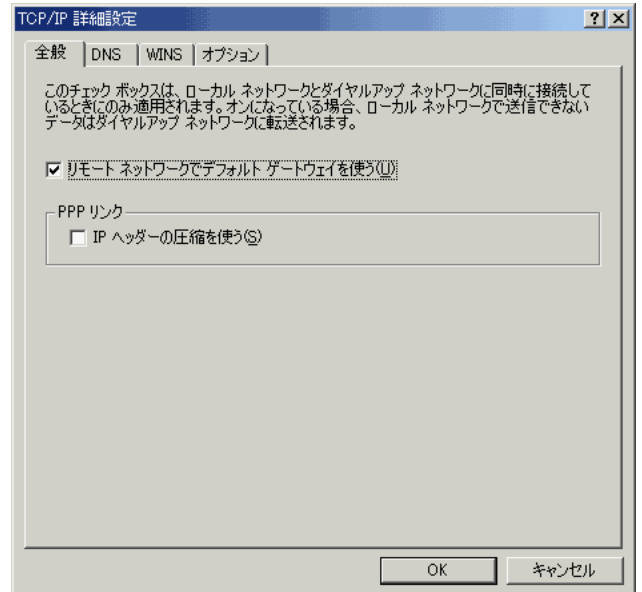 TCP/IP 詳細設定
全般 DNS WINS オプション
このチェック ボックスは、ローカル ネットワークとダイヤルアップ ネットワークに同時に接続して
いるときにのみ適用されます。オンになっている場合、ローカル ネットワークで送信できない
データはダイヤルアップ ネットワークに転送されます。
リモート ネットワークでデフォルト ゲートウェイを使う(U)
PPP リンク
IP ヘッダーの圧縮を使う(S)
OK キャンセル